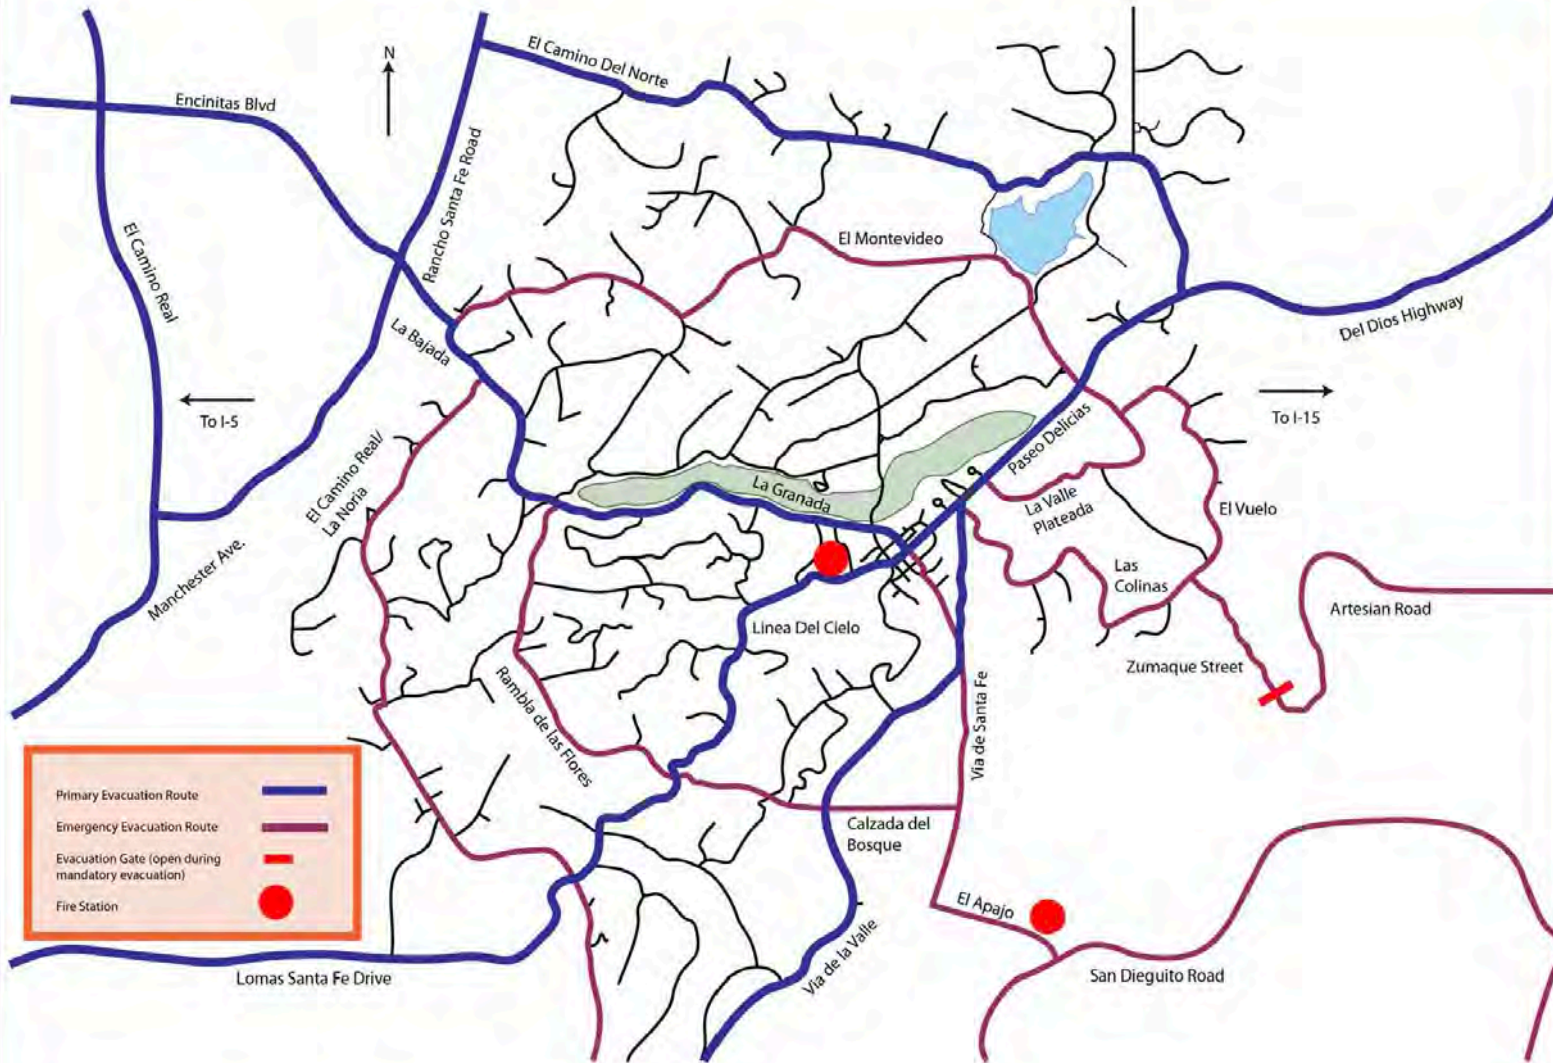 N
El Camino Del Norte
Encinitas Blvd
Rancho Santa Fe Road
El Camino Real
El Montevideo
La Bajada
Del Dios Highway
To I-5
To I-15
Paseo Delicias
El Camino Real/
La Noria
La Granada
La Valle
Plateada
El Vuelo
Manchester Ave.
Las
Colinas
Artesian Road
Linea Del Cielo
Zumaque Street
Rambla de las Flores
Via de Santa Fe
Primary Evacuation Route
Emergency Evacuation Route
Evacuation Gate (open during
mandatory evacuation)
Fire Station
Calzada del
Bosque
El Apajo
Via de la Valle
San Dieguito Road
Lomas Santa Fe Drive